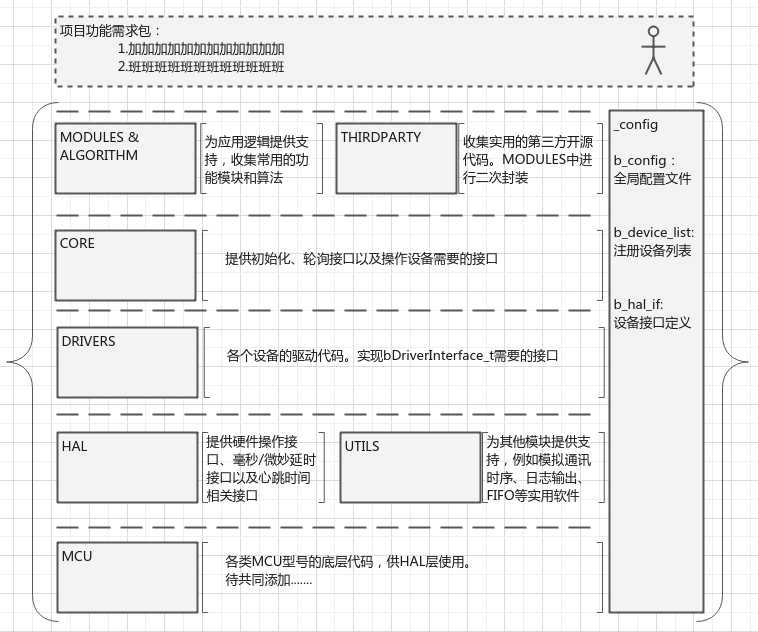 项目功能需求包：
1.加加加加加加加加加加加加
2.班班班班班班班班班班班班
MODULES &
ALGORITHM
为应用逻辑提供支
持，收集常用的功
能模块和算法
THIRDPARTY
收集实用的第三方开源
代码。MODULES中进
行二次封装
CORE
提供初始化、轮询接口以及操作设备需要的接口
DRIVERS
各个设备的驱动代码。实现bDriverInterface_t需要的接口
HAL
提供硬件操作接
口、毫秒/微妙延时
接口以及心跳时间
相关接口
UTILS
为其他模块提供支
持，例如模拟通讯
时序、日志输出、
FIFO等实用软件
MCU
各类MCU型号的底层代码，供HAL层使用。
待共同添加.......
_config
b_config：
全局配置文件
b_device_list:
注册设备列表
b_hal_if:
设备接口定义